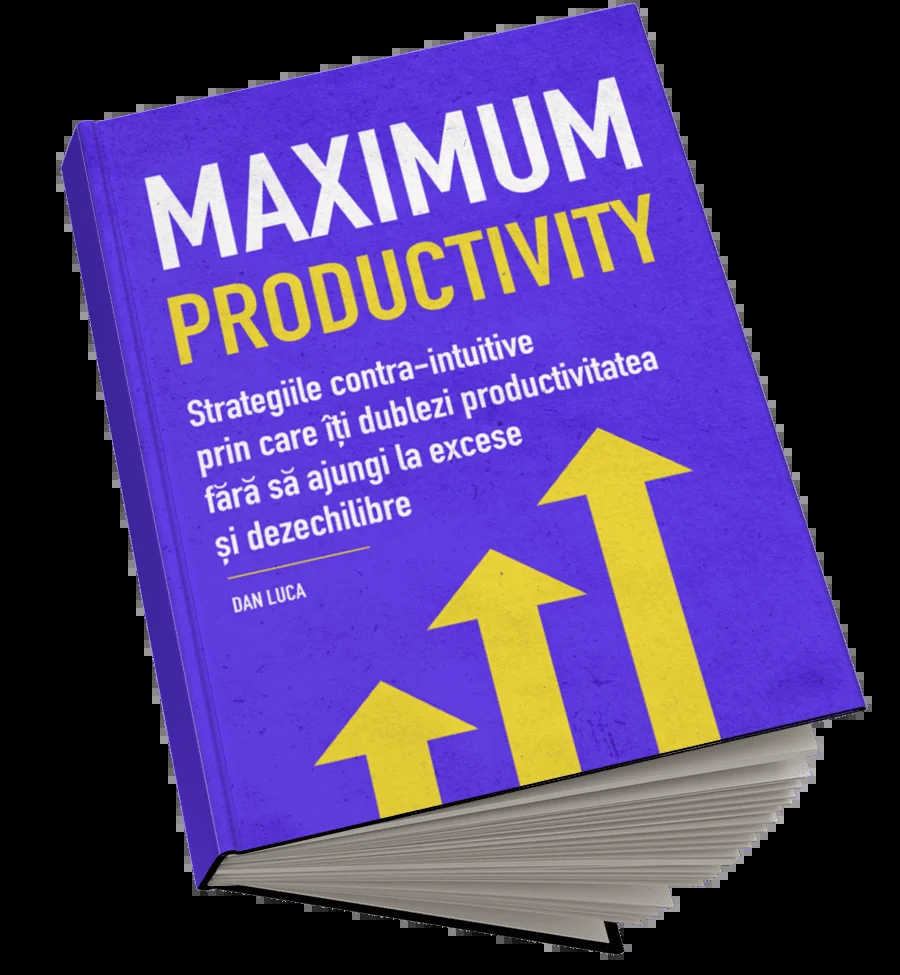 MAXIMUM
PRODUCTIVITY
Strategiile contra-intuitive
prin care îți dublezi productivitatea
fără să ajungi la excese
și dezechilibre
DAN LUCA